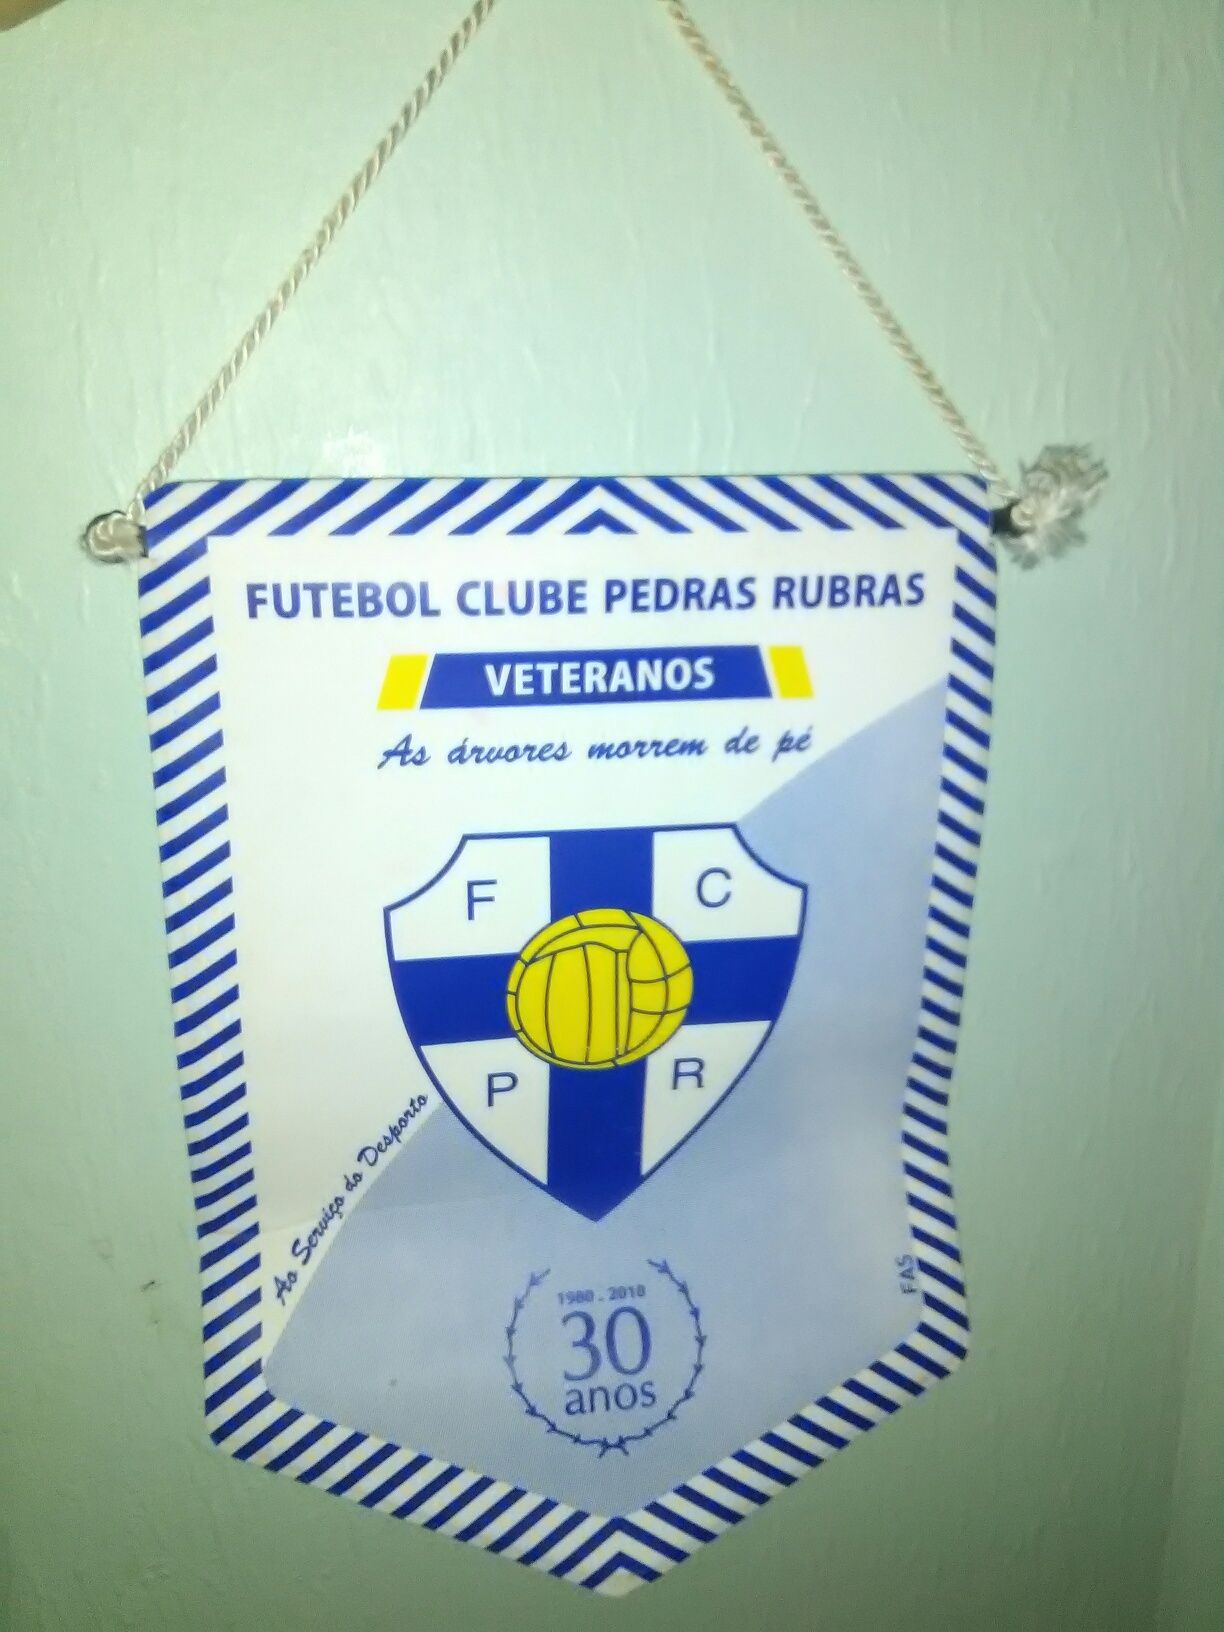 FUTEBOL CLUBE PEDRAS RUBRAS
VETERANOS
As árvores morrem de pé
F C
P R
Ao Serviço do Desporto
FAS
1980 - 2010
30
anos